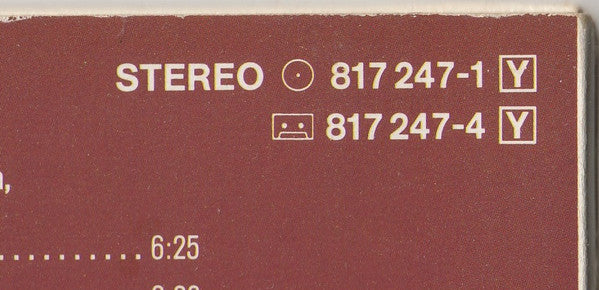 STEREO 817 247-1 Y
817 247-4 Y
,
........... 6:25